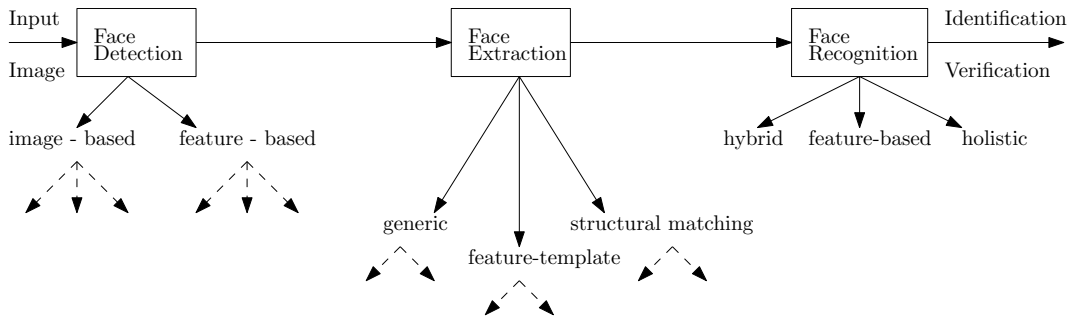 Input
Image
Face
Detection
Face
Extraction
Face
Recognition
Identification
Verification
image - based
feature - based
generic
feature-template
structural matching
hybrid
feature-based
holistic